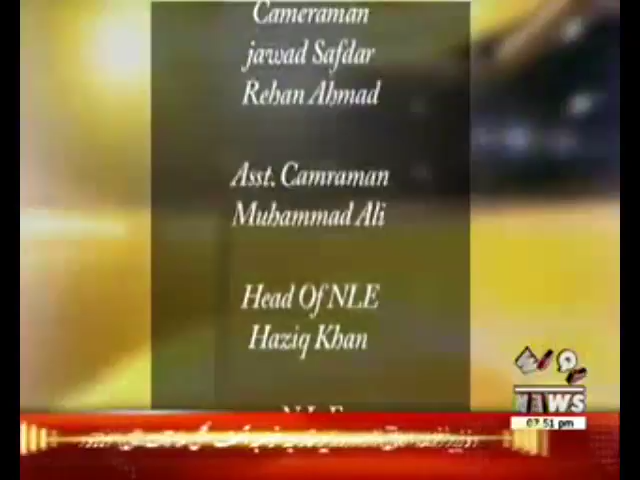 Cameraman
jawad Safdar
Rehan Ahmad
Asst. Camraman
Muhammad Ali
Head Of NLE
Haziq Khan
NEWS
07:51 pm